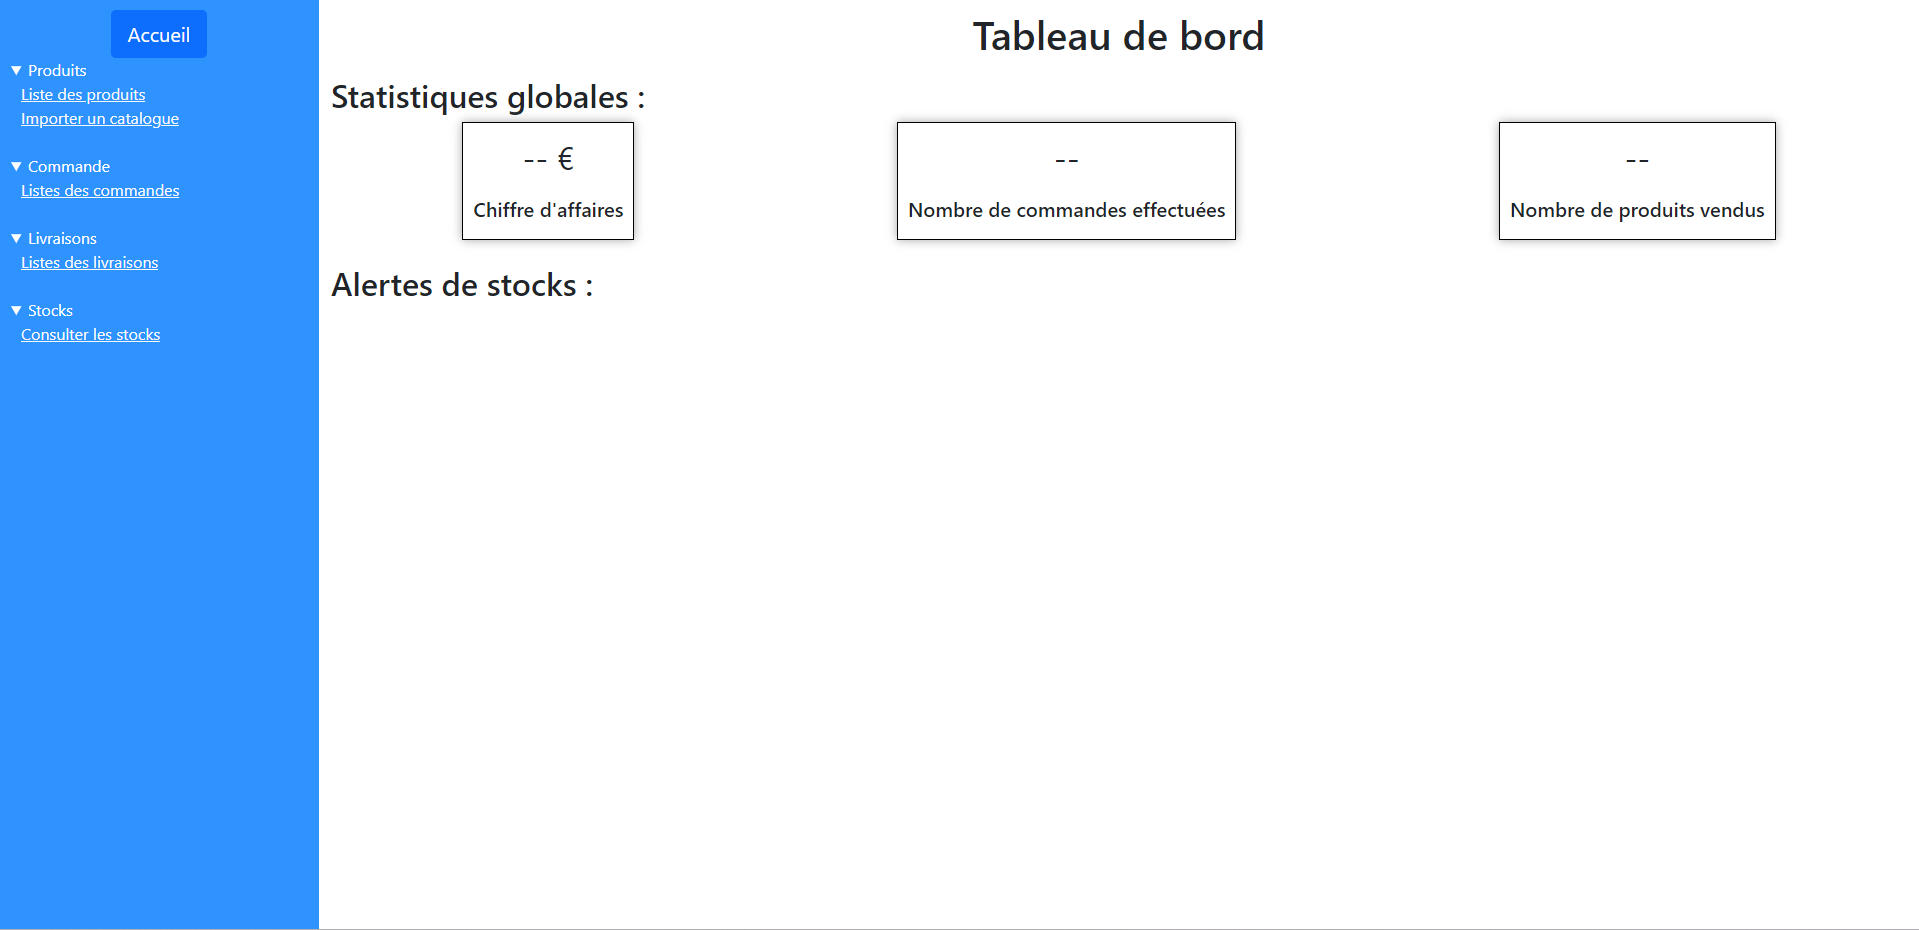 Accueil
Produits
Liste des produits
Importer un catalogue
Commande
Listes des commandes
Livraisons
Listes des livraisons
Stocks
Consulter les stocks
Tableau de bord
Statistiques globales :
-- €
Chiffre d'affaires
--
Nombre de commandes effectuées
--
Nombre de produits vendus
Alertes de stocks :